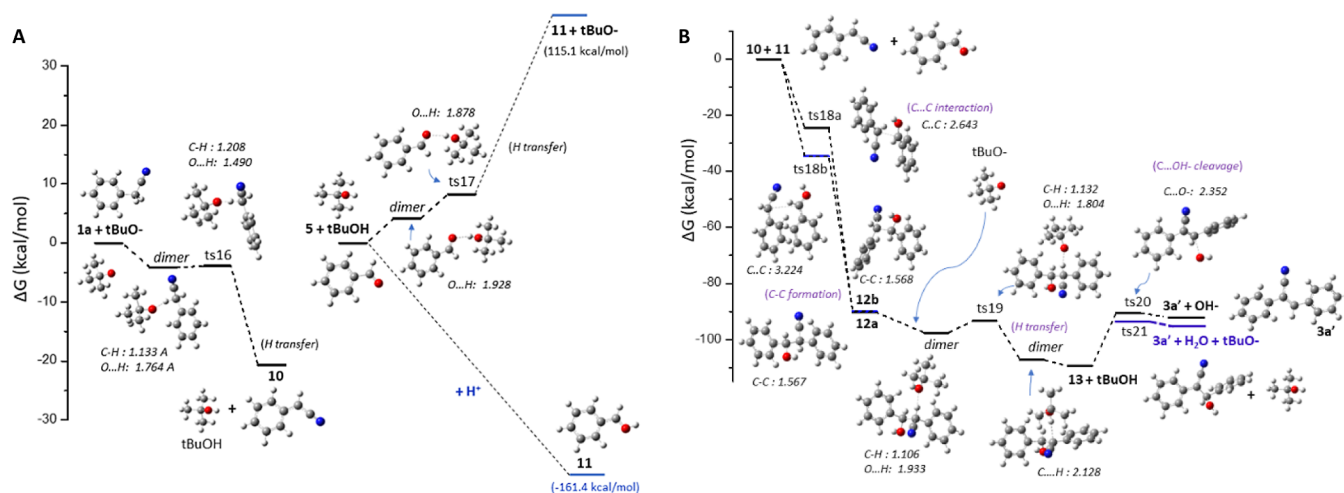 A
ΔG (kcal/mol)
30
20
10
0
-10
-20
-30
1a + tBuO-
C-H : 1.133 A
O...H: 1.764 A
dimer
C-H : 1.208
O...H: 1.490
ts16
(H transfer)
10
tBuOH
+
5 + tBuOH
dimer
O...H: 1.878
ts17
O...H: 1.928
(H transfer)
11 + tBuO-
(115.1 kcal/mol)
+ H+
11
(-161.4 kcal/mol)
B
ΔG (kcal/mol)
0
-20
-40
-60
-80
-100
10 + 11
+
ts18a
ts18b
(C...C interaction)
C..C : 2.643
C..C : 3.224
C-C : 1.568
(C-C formation)
C-C : 1.567
12b
12a
tBuO-
dimer
C-H : 1.106
O...H: 1.933
ts19
C-H : 1.132
O...H: 1.804
(H transfer)
dimer
C....H : 2.128
13 + tBuOH
(C...OH- cleavage)
C...O-: 2.352
ts20
ts21
3a' + OH-
3a' + H2O + tBuO-
3a'
+